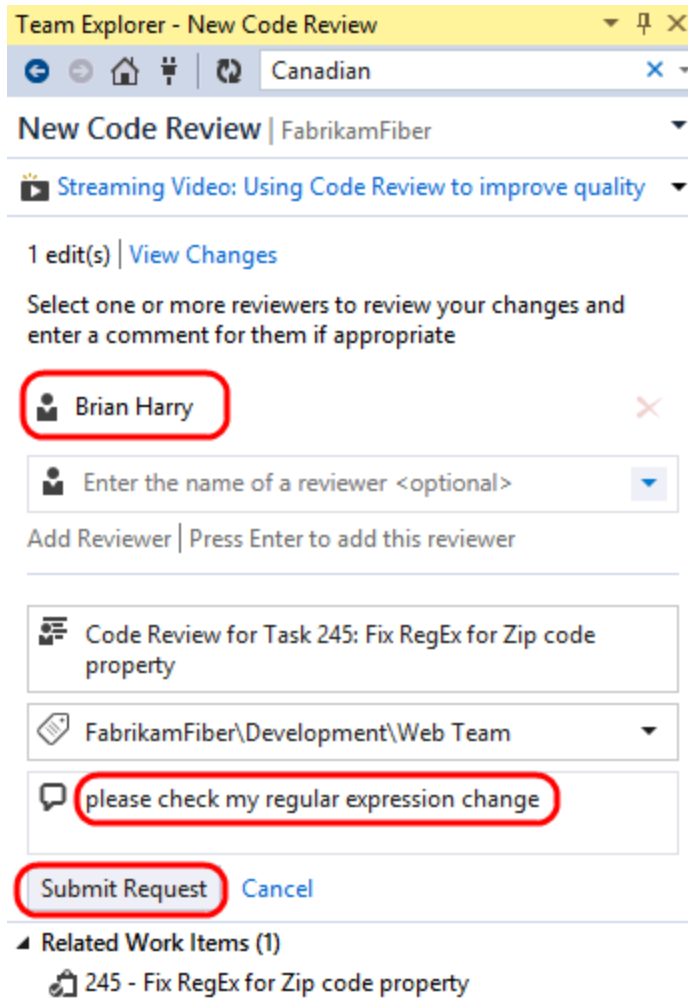 Team Explorer - New Code Review
Canadian
New Code Review | FabrikamFiber
Streaming Video: Using Code Review to improve quality
1 edit(s) | View Changes
Select one or more reviewers to review your changes and
enter a comment for them if appropriate
Brian Harry
Enter the name of a reviewer <optional>
Add Reviewer | Press Enter to add this reviewer
Code Review for Task 245: Fix RegEx for Zip code
property
FabrikamFiber\Development\Web Team
please check my regular expression change
Submit Request Cancel
Related Work Items (1)
245 - Fix RegEx for Zip code property